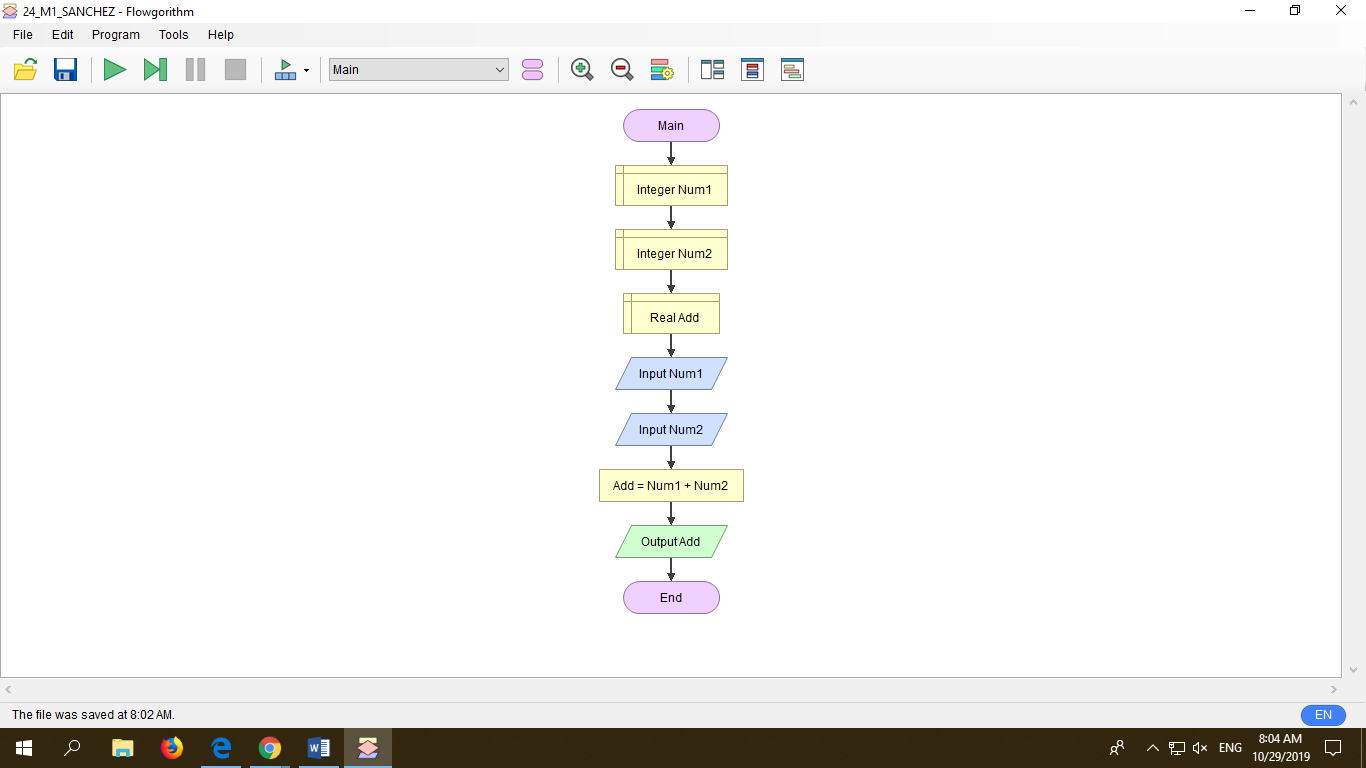 24_M1_SANCHEZ - Flowgorithm
File Edit Program Tools Help
Main
Main
Integer Num1
Integer Num2
Real Add
Input Num1
Input Num2
Add = Num1 + Num2
Output Add
End
The file was saved at 8:02 AM.
EN
ENG
8:04 AM
10/29/2019